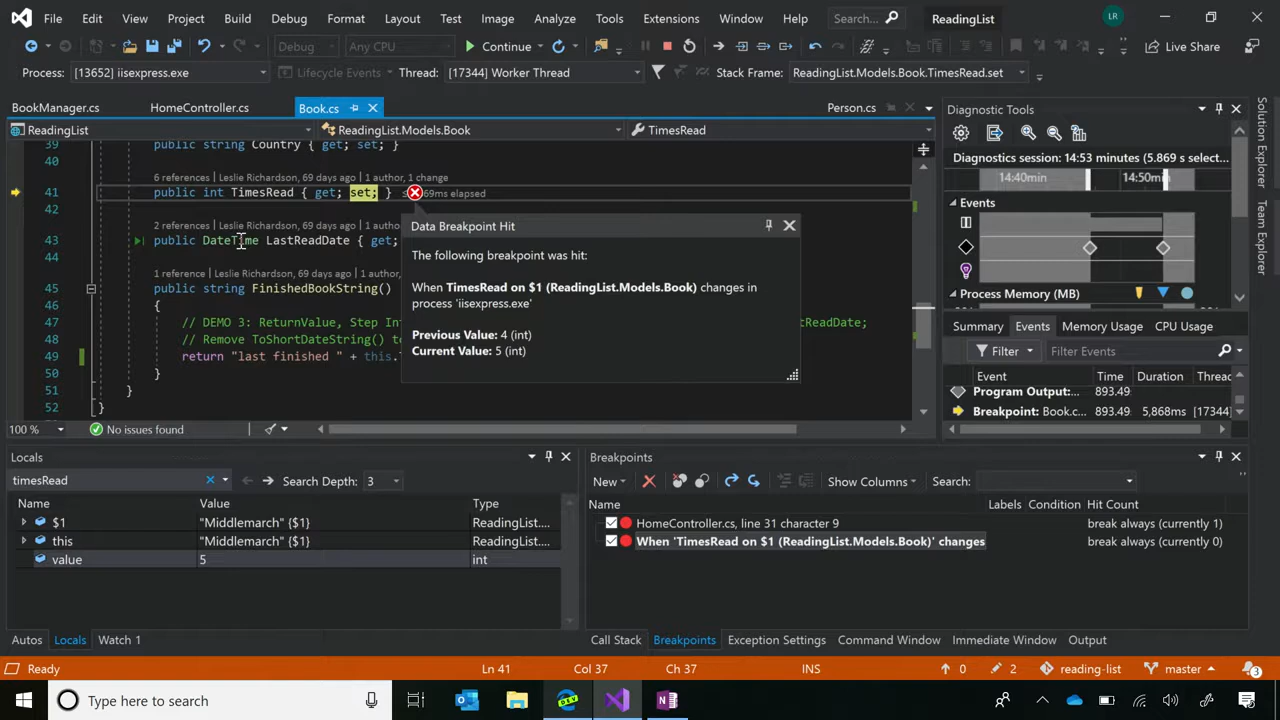 File Edit View Project Build Debug Format Layout Test Image Analyze Tools Extensions Window Help Search... ReadingList LR
Debug Any CPU Continue Live Share
Process: [13652] iisexpress.exe Lifecycle Events Thread: [17344] Worker Thread Stack Frame: ReadingList.Models.Book.TimesRead.set
BookManager.cs HomeController.cs Book.cs Person.cs
ReadingList ReadingList.Models.Book TimesRead
39 public string Country { get; set; }
40
6 references | Leslie Richardson, 69 days ago | 1 author, 1 change
41 public int TimesRead { get; set; } 69ms elapsed
42
2 references | Leslie Richardson, 69 days ago | 1 autho
43 public DateTime LastReadDate { get;
44
1 reference | Leslie Richardson, 69 days ago | 1 author,
45 public string FinishedBookString()
46 {
47 // DEMO 3: ReturnValue, Step Int eadDate;
48 // Remove ToShortDateString() to
49 return "last finished " + this.
50 }
51 }
52 }
Data Breakpoint Hit
The following breakpoint was hit:
When TimesRead on $1 (ReadingList.Models.Book) changes in
process 'iisexpress.exe'
Previous Value: 4 (int)
Current Value: 5 (int)
100 % No issues found
Diagnostic Tools
Diagnostics session: 14:53 minutes (5.869 s selec...
14:40min 14:50min
Events
Process Memory (MB)
Summary Events Memory Usage CPU Usage
Filter Filter Events
Event Time Duration Thread
Program Output:... 893.49
Breakpoint: Book.c... 893.49 5,868ms [17344]
Solution Explorer
Team Explorer
Locals
timesRead Search Depth: 3
Name Value Type
$1 "Middlemarch" {$1} ReadingList....
this "Middlemarch" {$1} ReadingList....
value 5 int
Autos Locals Watch 1
Breakpoints
New Show Columns Search:
Name Labels Condition Hit Count
HomeController.cs, line 31 character 9 break always (currently 1)
When 'TimesRead on $1 (ReadingList.Models.Book)' changes break always (currently 0)
Call Stack Breakpoints Exception Settings Command Window Immediate Window Output
Ready Ln 41 Col 37 Ch 37 INS 0 2 reading-list master 3
Type here to search